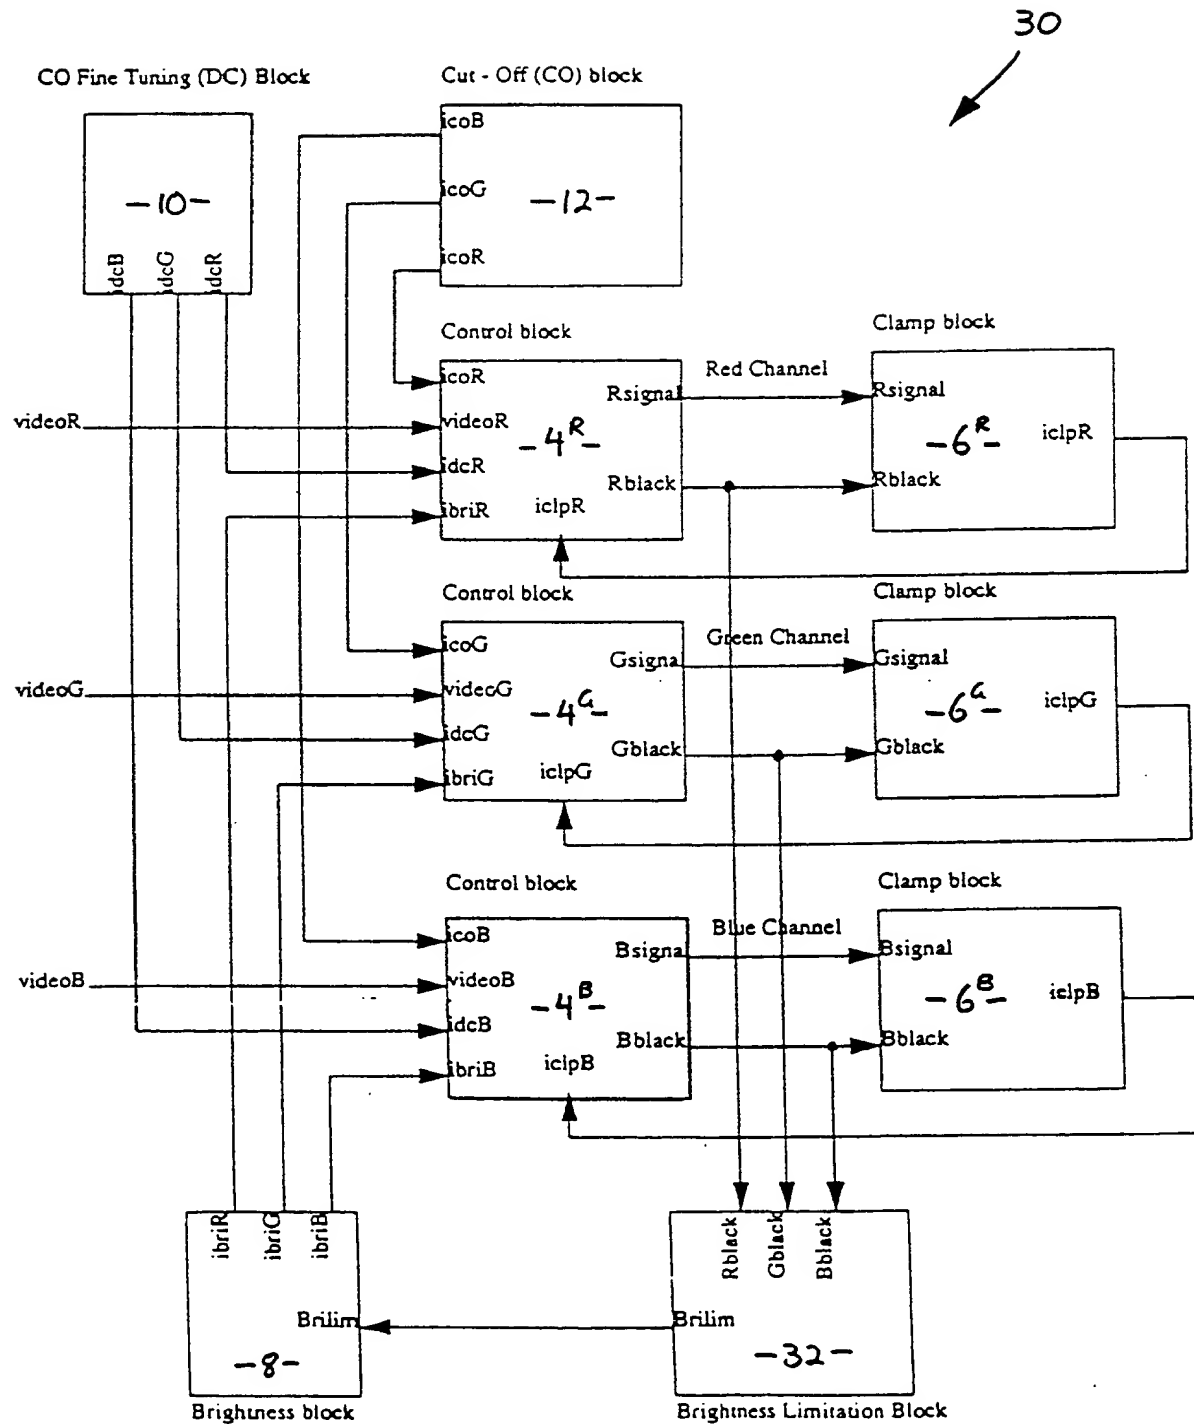 30
CO Fine Tuning (DC) Block
Cut - Off (CO) block
-10-
idcB
idcG
idcR
icoB
icoG
icoR
-12-
Control block
Clamp block
icoR
videoR
videoR
idcR
ibriR
-4R-
iclpR
Rsignal
Rblack
Red Channel
Rsignal
Rblack
-6R-
iclpR
Control block
Clamp block
icoG
videoG
videoG
idcG
ibriG
-4G-
iclpG
Gsigna
Gblack
Green Channel
Gsignal
Gblack
-6G-
iclpG
Control block
Clamp block
icoB
videoB
videoB
idcB
ibriB
-4B-
iclpB
Bsigna
Bblack
Blue Channel
Bsignal
Bblack
-6B-
iclpB
ibriR
ibriG
ibriB
Brilim
-8-
Brightness block
Rblack
Gblack
Bblack
Brilim
-32-
Brightness Limitation Block